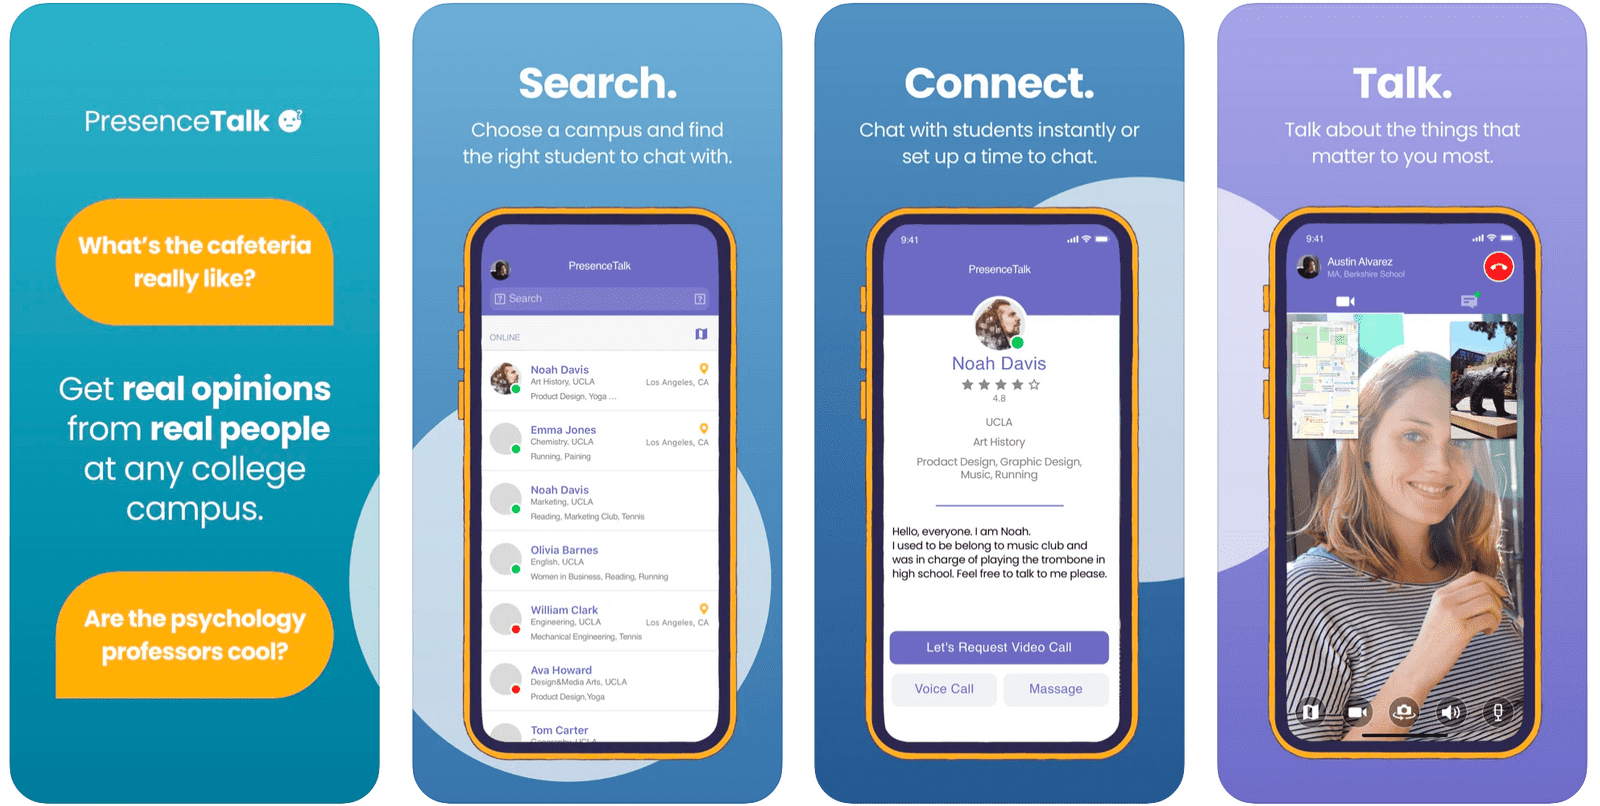 PresenceTalk
What's the cafeteria
really like?
Get real opinions
from real people
at any college
campus.
Are the psychology
professors cool?
Search.
Choose a campus and find
the right student to chat with.
PresenceTalk
Search
ONLINE
Noah Davis
Art History, UCLA
Los Angeles, CA
Product Design, Yoga ...
Emma Jones
Chemistry, UCLA
Los Angeles, CA
Running, Paining
Noah Davis
Marketing, UCLA
Reading, Marketing Club, Tennis
Olivia Barnes
English, UCLA
Women in Business, Reading, Running
William Clark
Engineering, UCLA
Los Angeles, CA
Mechanical Engineering, Tennis
Ava Howard
Design&Media Arts, UCLA
Product Design,Yoga
Tom Carter
Geography, UCLA
Connect.
Chat with students instantly or
set up a time to chat.
9:41
PresenceTalk
Noah Davis
4.8
UCLA
Art History
Prodact Design, Graphic Design,
Music, Running
Hello, everyone. I am Noah.
I used to be belong to music club and
was in charge of playing the trombone in
high school. Feel free to talk to me please.
Let's Request Video Call
Voice Call
Massage
Talk.
Talk about the things that
matter to you most.
9:41
Austin Alvarez
MA, Berkshire School